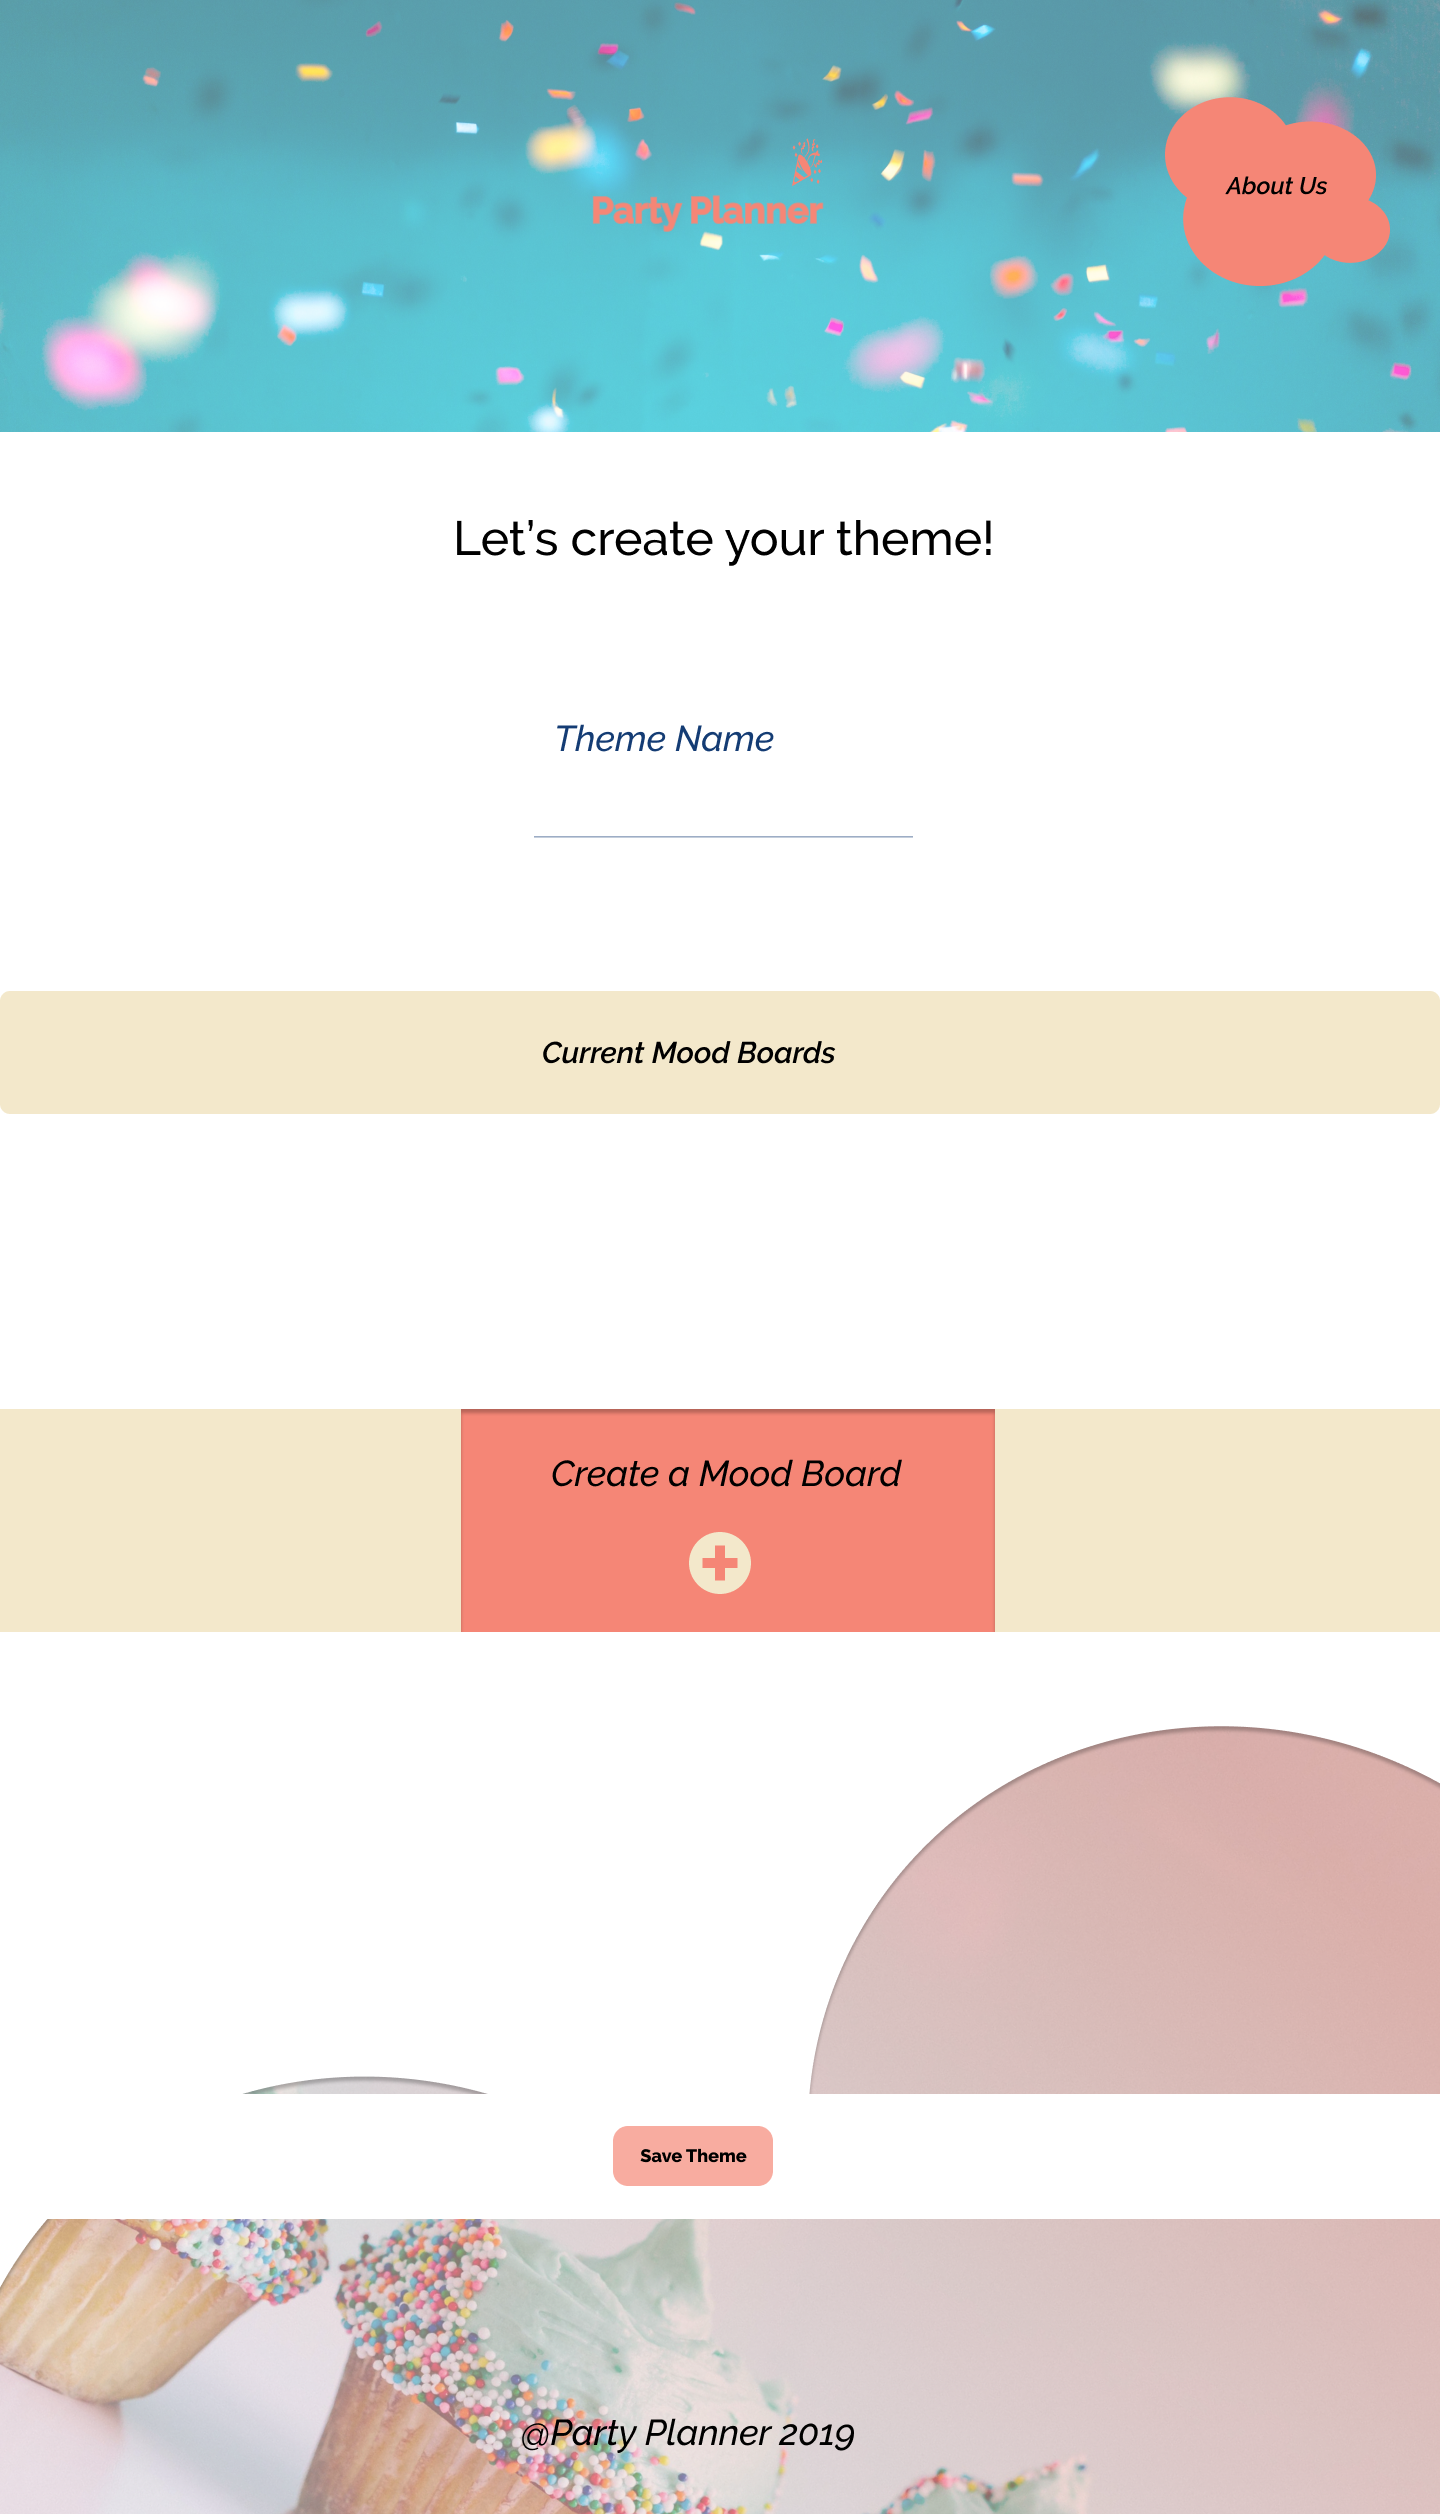 About Us
Party Planner
Let’s create your theme!
Theme Name
Current Mood Boards
Create a Mood Board
Save Theme
@Party Planner 2019